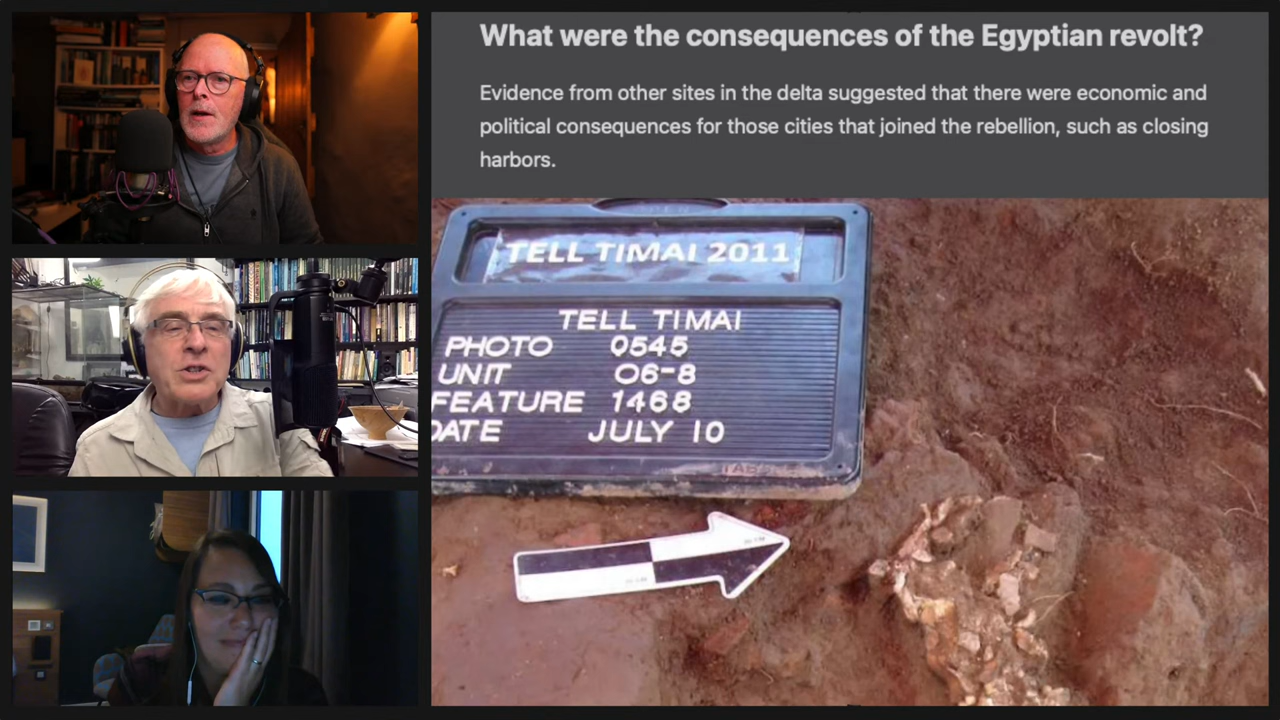 What were the consequences of the Egyptian revolt?
Evidence from other sites in the delta suggested that there were economic and
political consequences for those cities that joined the rebellion, such as closing
harbors.
TELL TIMAI 2011
TELL TIMAI
PHOTO 0545
UNIT O6-8
FEATURE 1468
DATE JULY 10